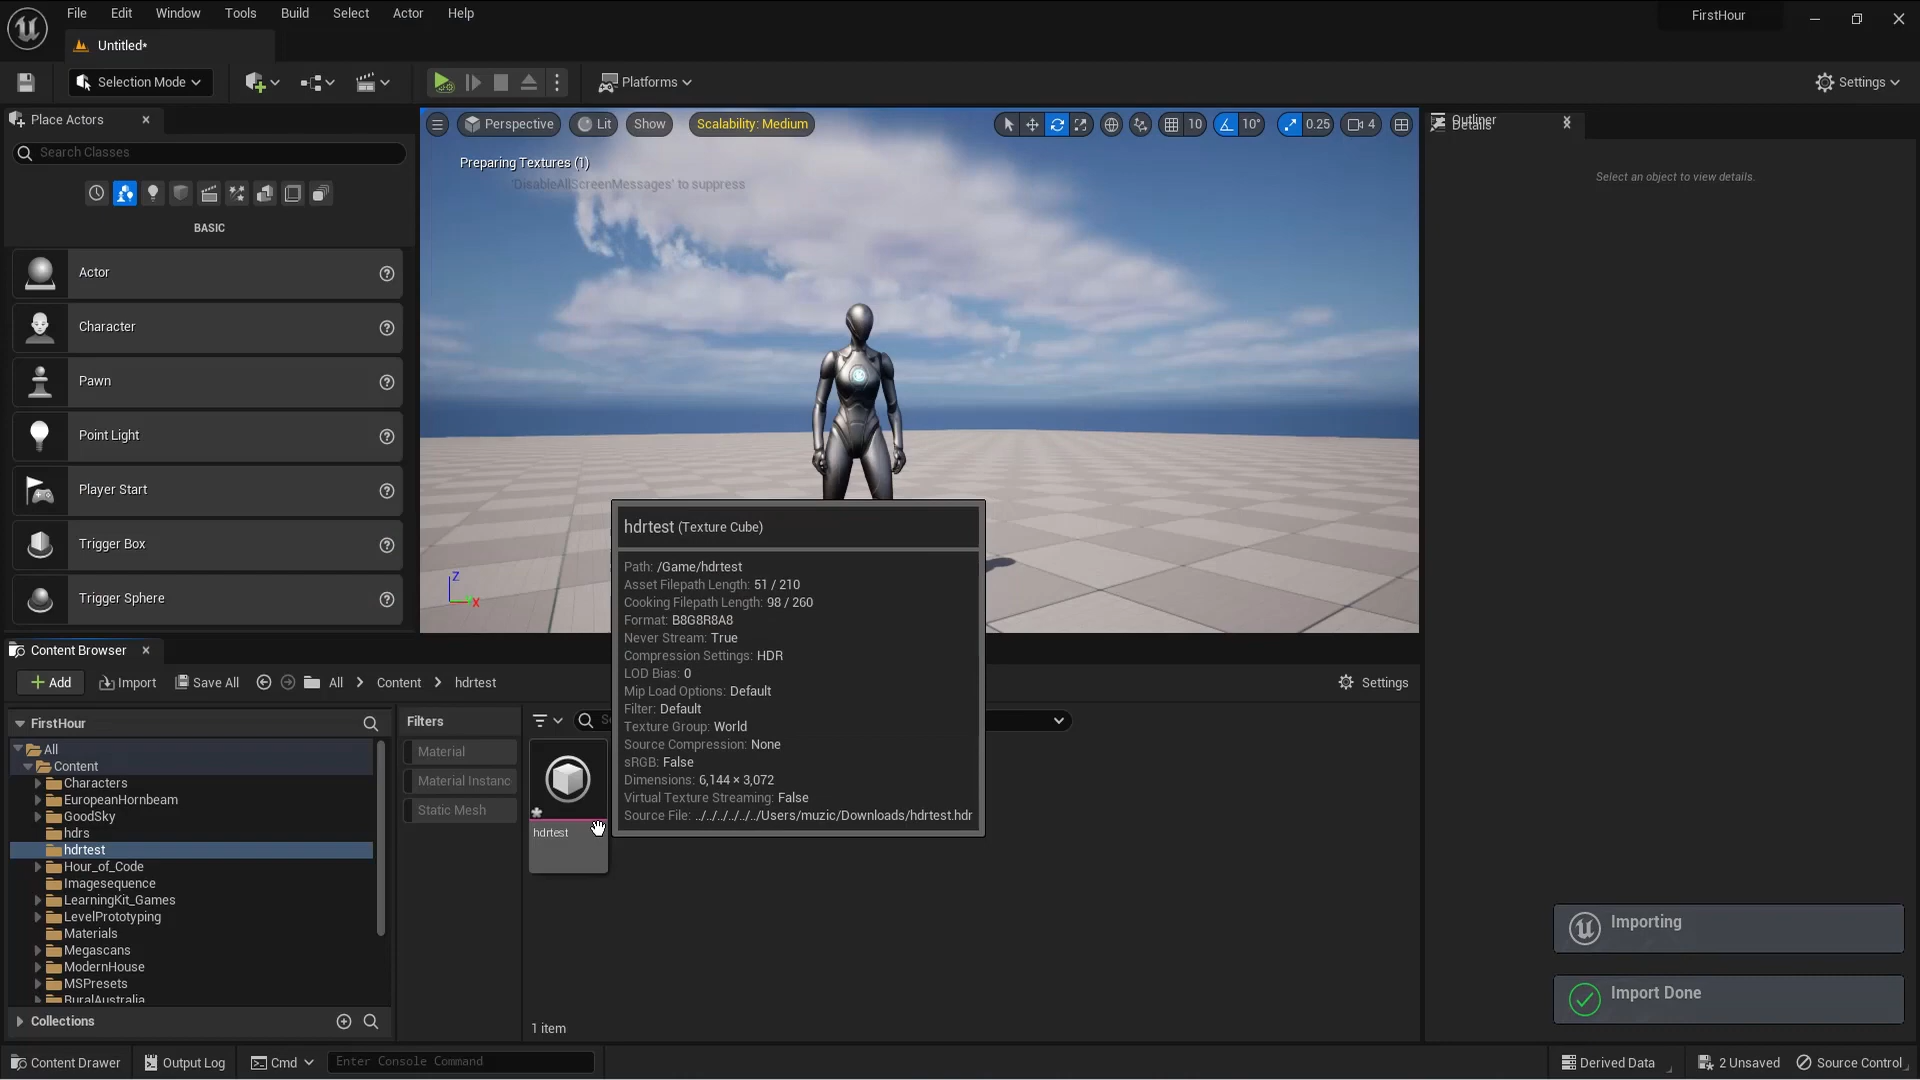 File
Edit
Window
Tools
Build
Select
Actor
Help
FirstHour
Untitled*
Selection Mode
Platforms
Settings
Place Actors
Search Classes
BASIC
Actor
Character
Pawn
Point Light
Player Start
Trigger Box
Trigger Sphere
Perspective
Lit
Show
Scalability: Medium
10
10°
0.25
4
Preparing Textures (1)
'DisableAllScreenMessages' to suppress
Z
X
Outliner
Details
Select an object to view details.
hdrtest (Texture Cube)
Path: /Game/hdrtest
Asset Filepath Length: 51 / 210
Cooking Filepath Length: 98 / 260
Format: B8G8R8A8
Never Stream: True
Compression Settings: HDR
LOD Bias: 0
Mip Load Options: Default
Filter: Default
Texture Group: World
Source Compression: None
sRGB: False
Dimensions: 6,144 × 3,072
Virtual Texture Streaming: False
Source File: ../../../../../../Users/muzic/Downloads/hdrtest.hdr
Content Browser
Add
Import
Save All
All
Content
hdrtest
Settings
FirstHour
All
Content
Characters
EuropeanHornbeam
GoodSky
hdrs
hdrtest
Hour_of_Code
Imagesequence
LearningKit_Games
LevelPrototyping
Materials
Megascans
ModernHouse
MSPresets
RuralAustralia
Collections
Filters
Material
Material Instanc
Static Mesh
hdrtest
1 item
Importing
Import Done
Content Drawer
Output Log
Cmd
Enter Console Command
Derived Data
2 Unsaved
Source Control